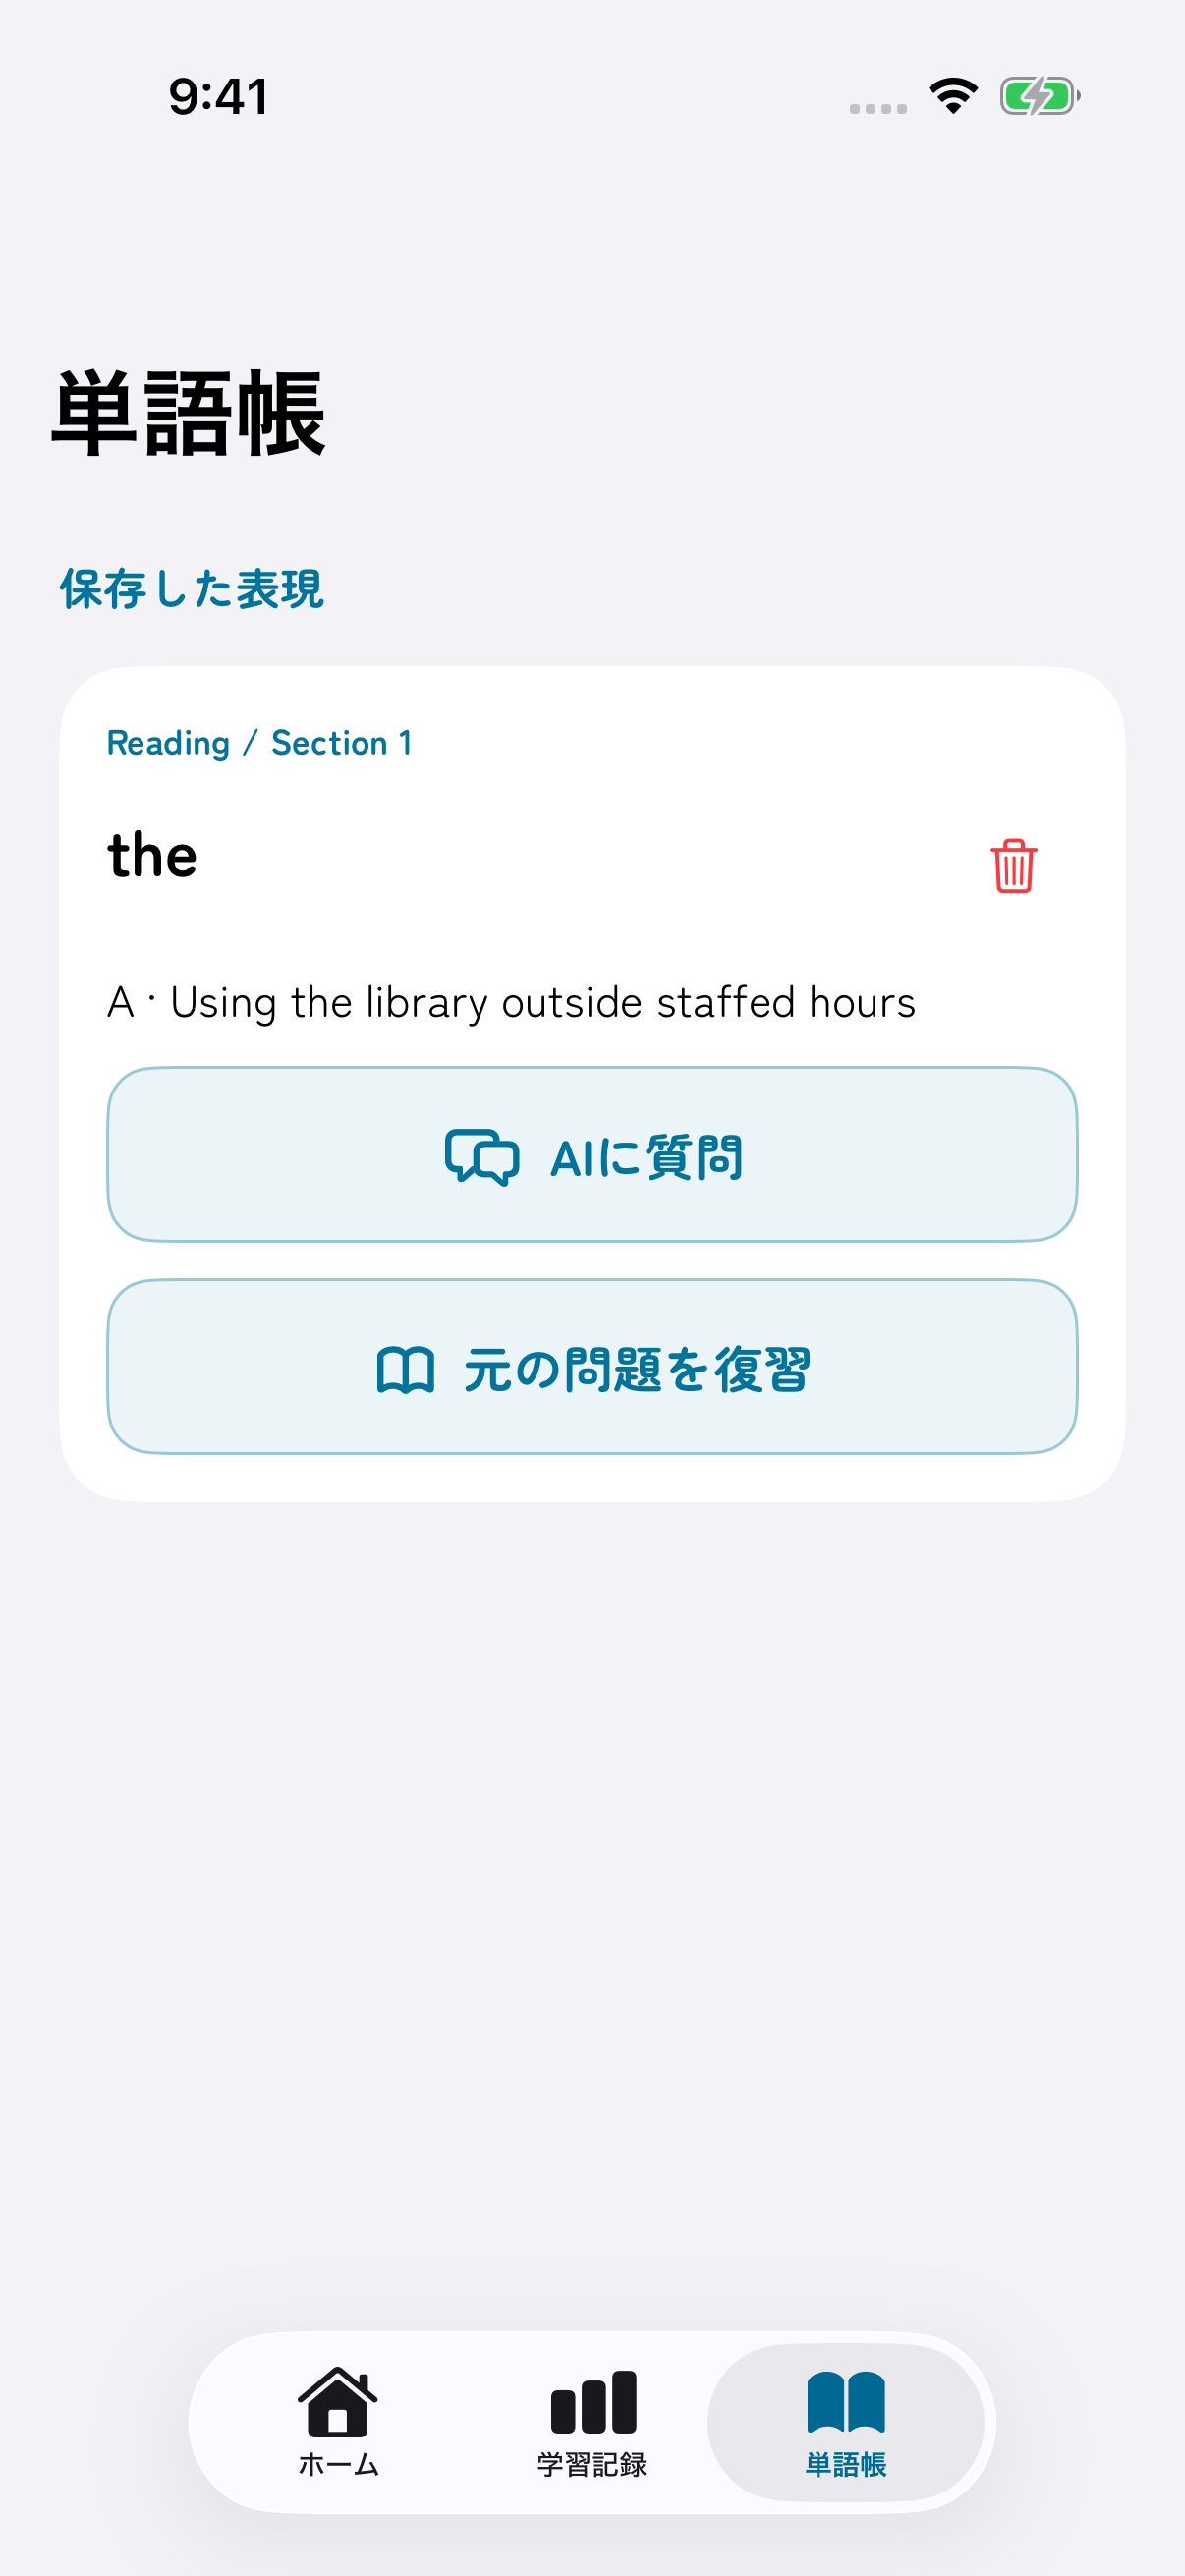 9:41
単語帳
保存した表現
Reading / Section 1
the
A · Using the library outside staffed hours
AIに質問
元の問題を復習
ホーム
学習記録
単語帳